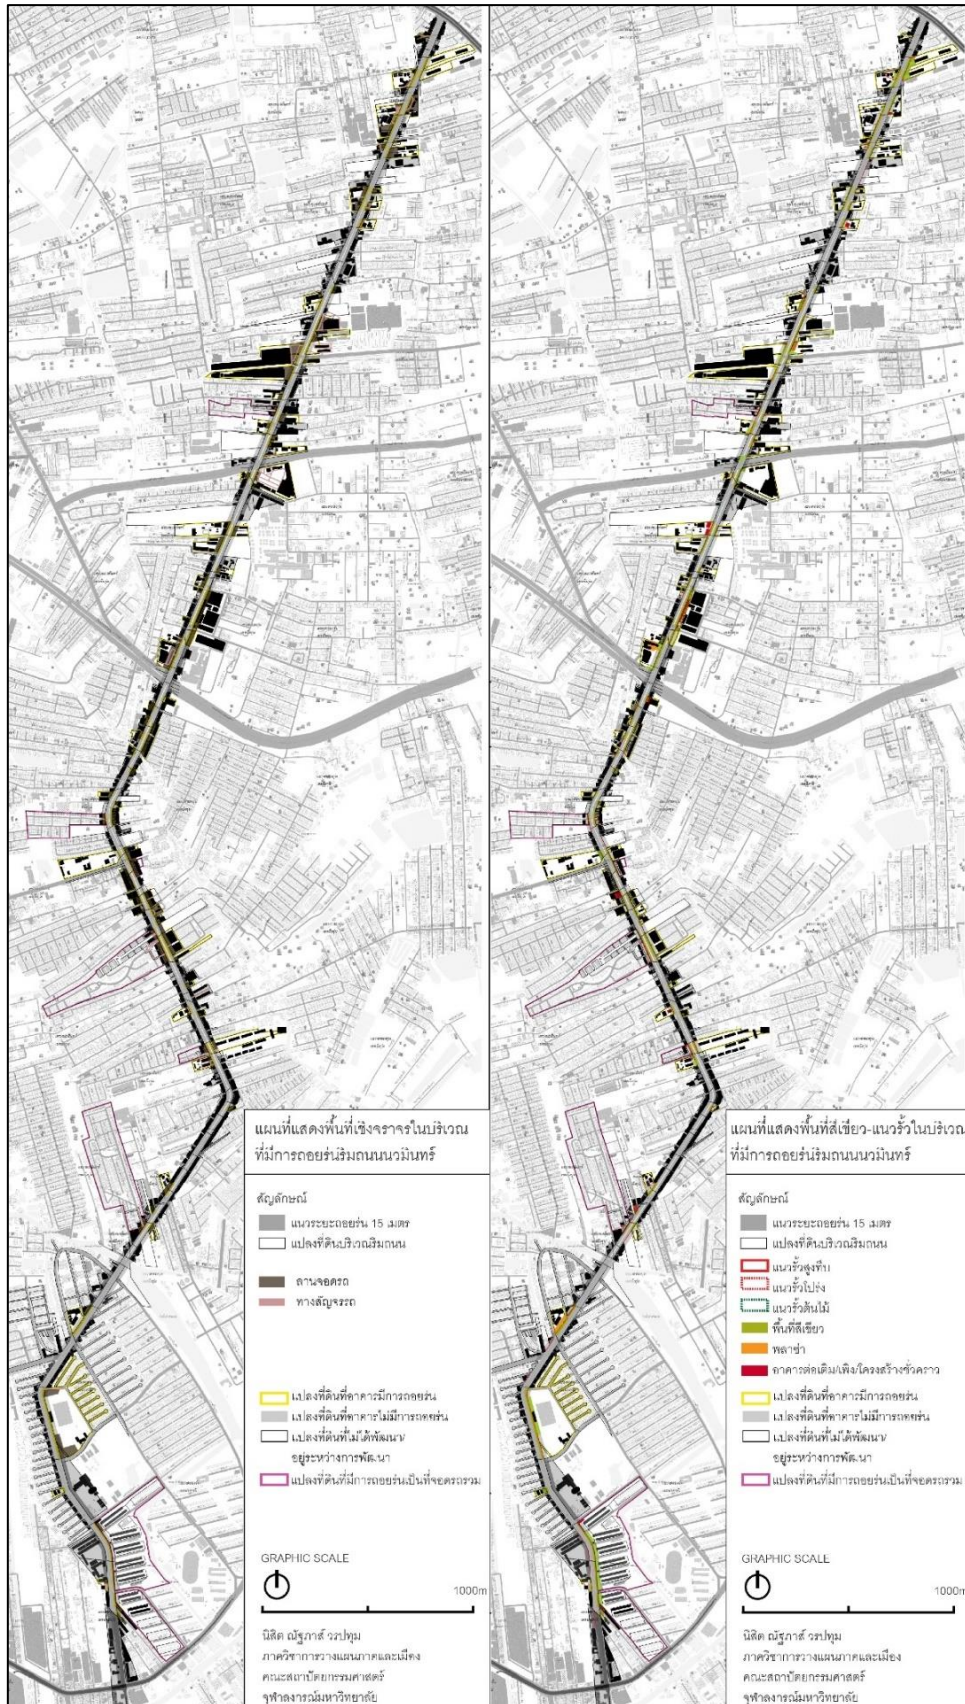 แผนที่แสดงพื้นที่เชิงจราจรในบริเวณ
ที่มีการถอยร่นริมถนนนวมินทร์
สัญลักษณ์
แนวระยะถอยร่น 15 เมตร
แปลงที่ดินบริเวณริมถนน
ลานจอดรถ
ทางสัญจรรถ
แปลงที่ดินที่อาคารมีการถอยร่น
แปลงที่ดินที่อาคารไม่มีการถอยร่น
แปลงที่ดินที่ไม่ได้พัฒนา/
อยู่ระหว่างการพัฒนา
แปลงที่ดินที่มีการถอยร่นเป็นที่จอดรถรวม
GRAPHIC SCALE
1000m
นิสิต ณัฐภาส์ วรปทุม
ภาควิชาการวางแผนภาคและเมือง
คณะสถาปัตยกรรมศาสตร์
จุฬาลงกรณ์มหาวิทยาลัย
แผนที่แสดงพื้นที่สีเขียว-แนวรั้วในบริเวณ
ที่มีการถอยร่นริมถนนนวมินทร์
สัญลักษณ์
แนวระยะถอยร่น 15 เมตร
แปลงที่ดินบริเวณริมถนน
แนวรั้วสูงทึบ
แนวรั้วโปร่ง
แนวรั้วต้นไม้
พื้นที่สีเขียว
พลาซ่า
อาคารต่อเติม/เพิง/โครงสร้างชั่วคราว
แปลงที่ดินที่อาคารมีการถอยร่น
แปลงที่ดินที่อาคารไม่มีการถอยร่น
แปลงที่ดินที่ไม่ได้พัฒนา/
อยู่ระหว่างการพัฒนา
แปลงที่ดินที่มีการถอยร่นเป็นที่จอดรถรวม
GRAPHIC SCALE
1000m
นิสิต ณัฐภาส์ วรปทุม
ภาควิชาการวางแผนภาคและเมือง
คณะสถาปัตยกรรมศาสตร์
จุฬาลงกรณ์มหาวิทยาลัย